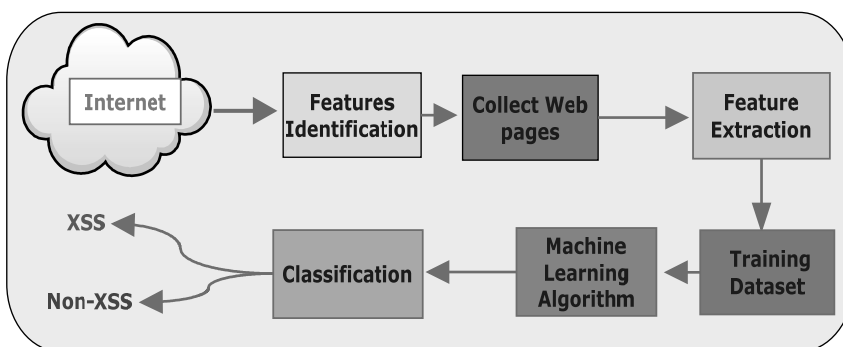 Internet
Features
Identification
Collect Web
pages
Feature
Extraction
Training
Dataset
Machine
Learning
Algorithm
Classification
XSS
Non-XSS